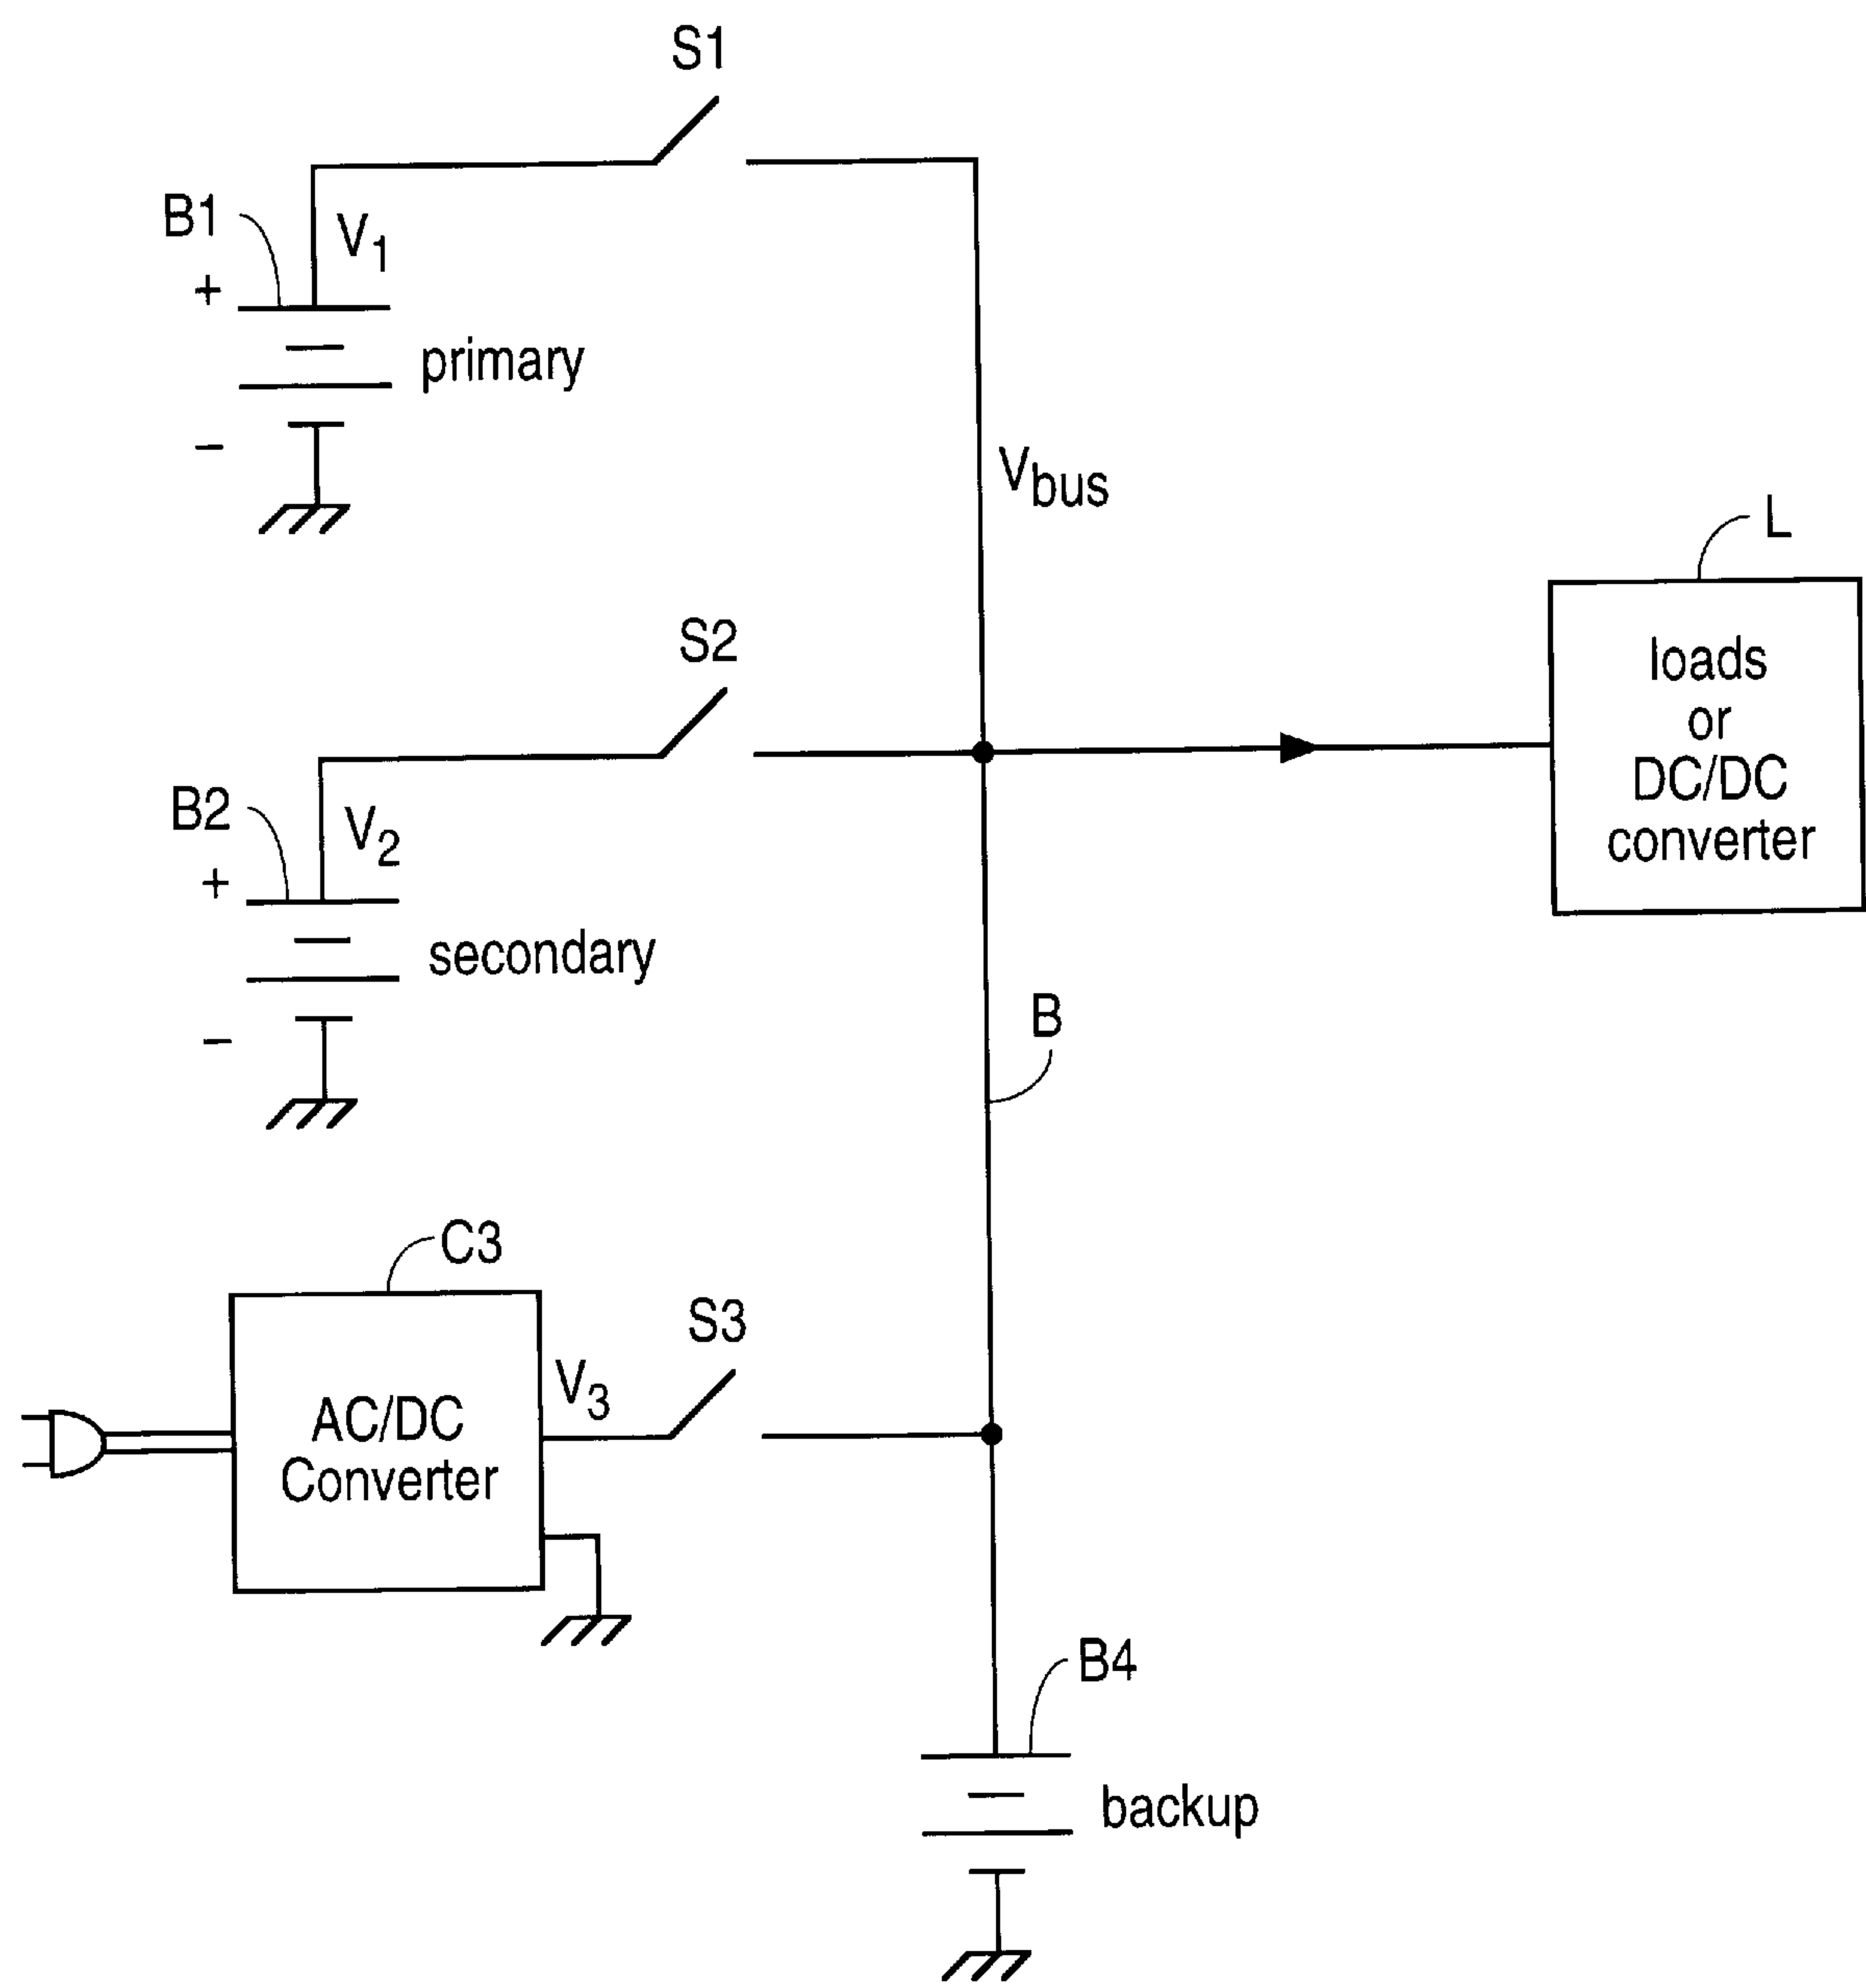 S1
B1
V1
+
primary
−
Vbus
L
S2
loads
or
DC/DC
converter
B2
V2
+
secondary
−
B
C3
S3
V3
AC/DC
Converter
B4
backup